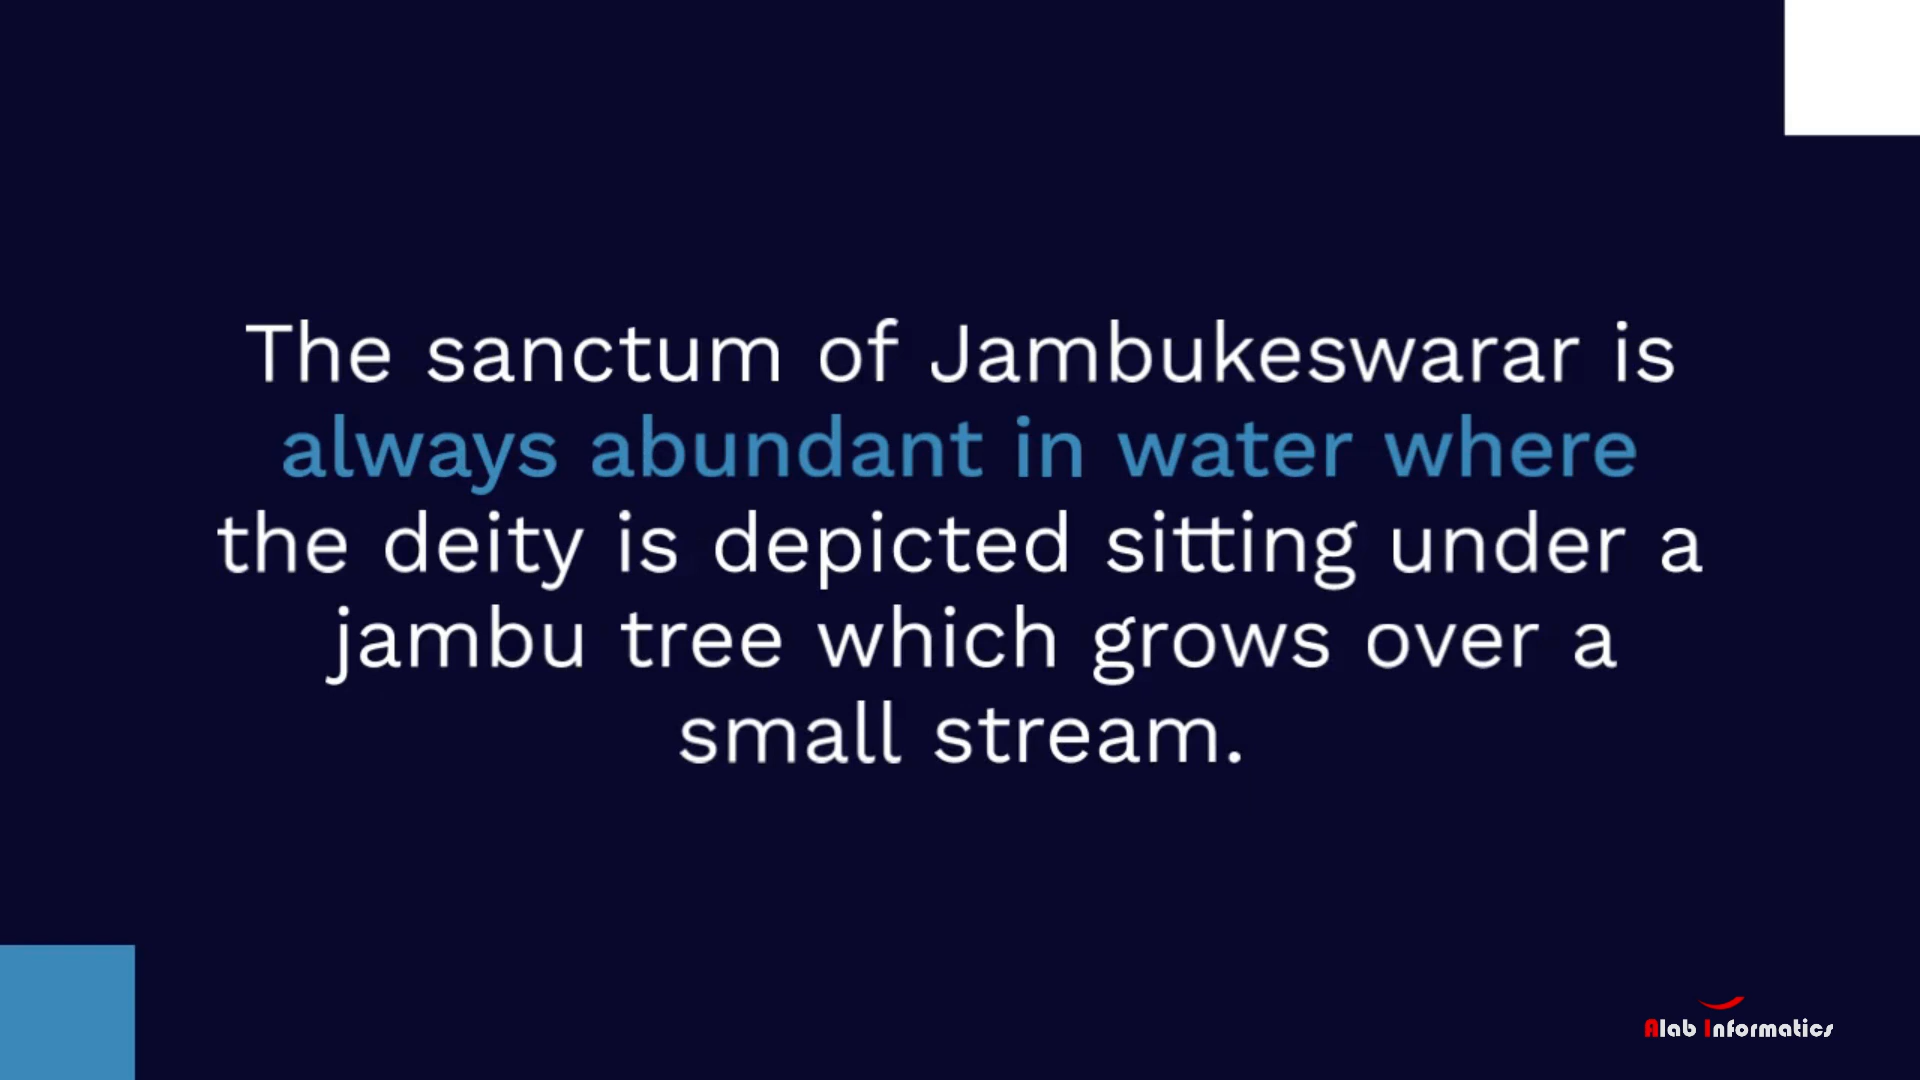 The sanctum of Jambukeswarar is
always abundant in water where
the deity is depicted sitting under a
jambu tree which grows over a
small stream.
Alab Informatics